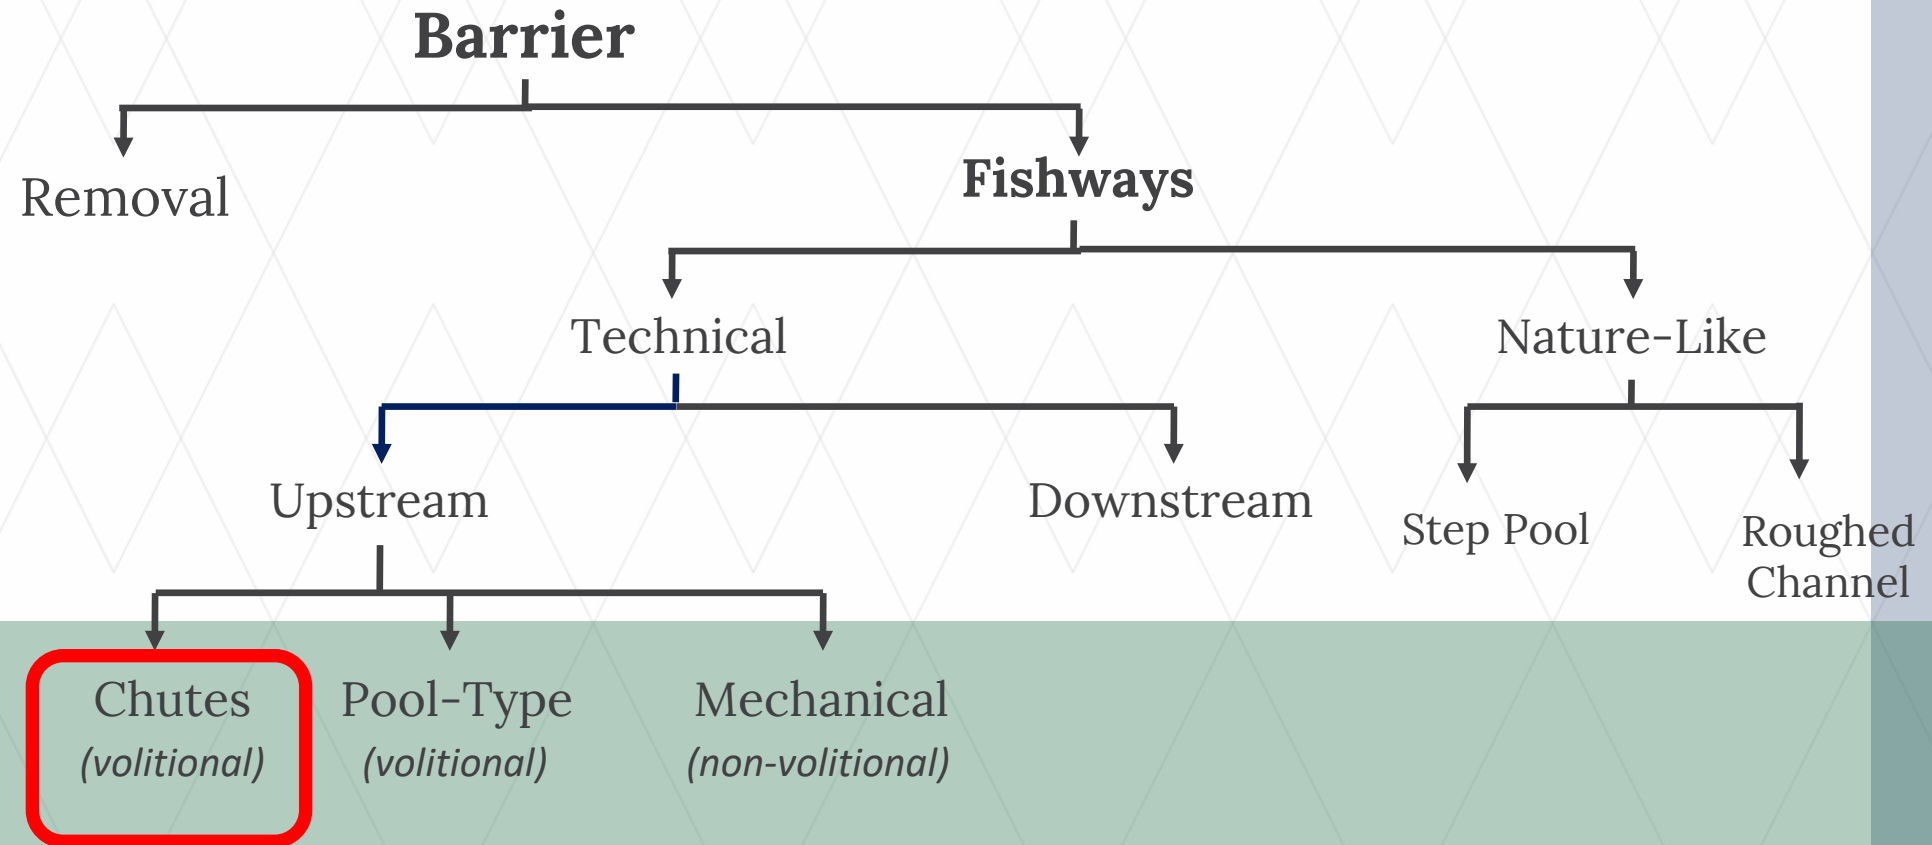 Barrier
Removal
Fishways
Technical
Nature-Like
Upstream
Downstream
Step Pool
Roughed
Channel
Chutes
(volitional)
Pool-Type
(volitional)
Mechanical
(non-volitional)